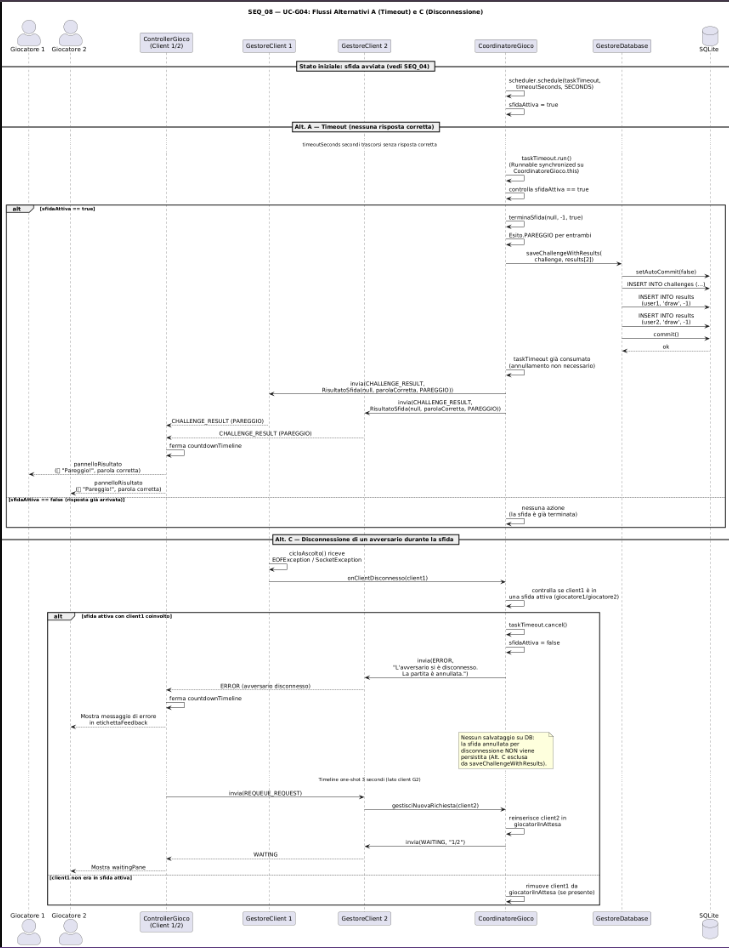 SEQ_08 — UC-G04: Flussi Alternativi A (Timeout) e C (Disconnessione)
Giocatore 1
Giocatore 2
ControllerGioco
(Client 1/2)
GestoreClient 1
GestoreClient 2
CoordinatoreGioco
GestoreDatabase
SQLite
Stato iniziale: sfida avviata (vedi SEQ_04)
scheduler.schedule(taskTimeout,
timeoutSeconds, SECONDS)
sfidaAttiva = true
Alt. A — Timeout (nessuna risposta corretta)
timeoutSeconds secondi trascorsi senza risposta corretta
taskTimeout.run()
(Runnable synchronized su
CoordinatoreGioco.this)
controlla sfidaAttiva == true
alt
[sfidaAttiva == true]
terminaSfida(null, -1, true)
Esito PAREGGIO per entrambi
saveChallengeWithResults(
challenge, results[2])
setAutoCommit(false)
INSERT INTO challenges (...)
INSERT INTO results
(user1, 'draw', -1)
INSERT INTO results
(user2, 'draw', -1)
commit()
ok
taskTimeout già consumato
(annullamento non necessario)
invia(CHALLENGE_RESULT,
RisultatoSfida(null, parolaCorretta, PAREGGIO))
invia(CHALLENGE_RESULT,
RisultatoSfida(null, parolaCorretta, PAREGGIO))
CHALLENGE_RESULT (PAREGGIO)
CHALLENGE_RESULT (PAREGGIO)
ferma countdownTimeline
pannelloRisultato
"Pareggio!", parola corretta)
pannelloRisultato
"Pareggio!", parola corretta)
[sfidaAttiva == false (risposta già arrivata)]
nessuna azione
(la sfida è già terminata)
Alt. C — Disconnessione di un avversario durante la sfida
cicloAscolto() riceve
EOFException / SocketException
onClientDisconnesso(client1)
controlla se client1 è in
una sfida attiva (giocatore1/giocatore2)
alt
[sfida attiva con client1 coinvolto]
taskTimeout.cancel()
sfidaAttiva = false
invia(ERROR,
"L'avversario si è disconnesso.
La partita è annullata.")
ERROR (avversario disconnesso)
ferma countdownTimeline
Mostra messaggio di errore
in etichettaFeedback
Nessun salvataggio su DB:
la sfida annullata per
disconnessione NON viene
persistita (Alt. C esclusa
da saveChallengeWithResults).
Timeline one-shot 3 secondi (lato client G2)
invia(REQUEUE_REQUEST)
gestisciNuovaRichiesta(client2)
reinserisce client2 in
giocatoriInAttesa
invia(WAITING, "1/2")
WAITING
Mostra waitingPane
[client1 non era in sfida attiva]
rimuove client1 da
giocatoriInAttesa (se presente)
Giocatore 1
Giocatore 2
ControllerGioco
(Client 1/2)
GestoreClient 1
GestoreClient 2
CoordinatoreGioco
GestoreDatabase
SQLite